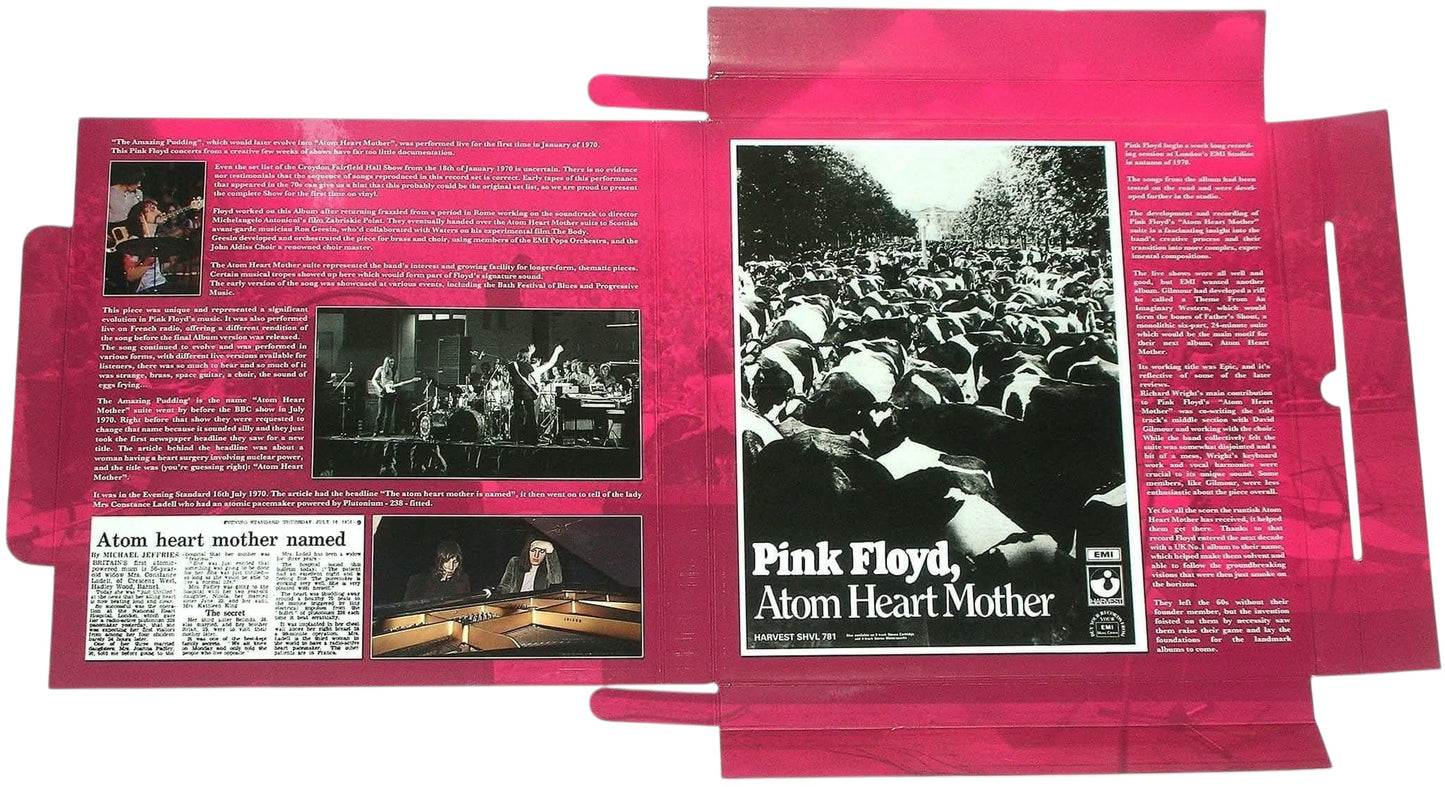 "The Amazing Pudding", which would later evolve into "Atom Heart Mother", was performed live for the first time in January of 1970.
This Pink Floyd concerts from a creative few weeks of shows have far too little documentation.
Even the set list of the Croydon Fairfield Hall Show from the 18th of January 1970 is uncertain. There is no evidence
nor testimonies that the sequence of songs reproduced in this record set is correct. Early tapes of this performance
that appeared in the 70s can give us a hint that this probably could be the original set list, so we are proud to present
the complete Show for the first time on vinyl.
Floyd worked on this Album after returning frazzled from a period in Rome working on the soundtrack to director
Michelangelo Antonioni's film Zabriskie Point. They eventually handed over the Atom Heart Mother suite to Scottish
avant-garde musician Ron Geesin, who'd collaborated with Waters on his experimental film The Body.
Geesin developed and orchestrated the piece for brass and choir, using members of the EMI Pops Orchestra, and the
John Aldiss Choir a renowned choir master.
The Atom Heart Mother suite represented the band's interest and growing facility for longer-form, thematic pieces.
Certain musical tropes showed up here which would form part of Floyd's signature sound.
The early version of the song was showcased at various events, including the Bath Festival of Blues and Progressive
Music.
This piece was unique and represented a significant
evolution in Pink Floyd's music. It was also performed
live on French radio, offering a different rendition of
the song before the final Album version was released.
The song continued to evolve and was performed in
various forms, with different live versions available for
listeners, there was so much to hear and so much of it
was strange, brass, space guitar, a choir, the sound of
eggs frying...
The Amazing Pudding' is the name "Atom Heart
Mother" suite went by before the BBC show in July
1970. Right before that show they were requested to
change that name because it sounded silly and they just
took the first newspaper headline they saw for a new
title. The article behind the headline was about a
woman having a heart surgery involving nuclear power,
and the title was (you're guessing right): "Atom Heart
Mother".
It was in the Evening Standard 16th July 1970. The article had the headline "The atom heart mother is named", it then went on to tell of the lady
Mrs Constance Ladell who had an atomic pacemaker powered by Plutonium - 238 - fitted.
EVENING STANDARD THURSDAY JULY 16 1970-9
Atom heart mother named
By MICHAEL JEFFRIES
BRITAIN'S first atomic-
powered mum is 56-year-
old widow Mrs. Constance
Ladell, of Crescent West,
Hadley Wood, Barnet.
The secret
Pink Floyd,
Atom Heart Mother
HARVEST SHVL 781
EMI
HARVEST
EMI
Pink Floyd begin a week long record-
ing session at London's EMI Studios
in autumn of 1970.
The songs from the album had been
tested on the road and were devel-
oped further in the studio.
The development and recording of
Pink Floyd's "Atom Heart Mother"
suite is a fascinating insight into the
band's creative process and their
transition into more complex, exper-
imental compositions.
The live shows were all well and
good, but EMI wanted another
album. Gilmour had developed a riff
he called a Theme From An
Imaginary Western, which would
form the bones of Father's Shout, a
monolithic six-part, 24-minute suite
which would be the main motif for
their next album, Atom Heart
Mother.
Its working title was Epic, and it's
reflective of some of the later
reviews.
Richard Wright's main contribution
to Pink Floyd's "Atom Heart
Mother" was co-writing the title
track's middle section with David
Gilmour and working with the choir.
While the band collectively felt the
suite was somewhat disjointed and a
bit of a mess, Wright's keyboard
work and vocal harmonies were
crucial to its unique sound. Some
members, like Gilmour, were less
enthusiastic about the piece overall.
Yet for all the scorn the runtish Atom
Heart Mother has received, it helped
them get there. Thanks to that
record Floyd entered the next decade
with a UK No.1 album to their name,
which helped make them solvent and
able to follow the groundbreaking
visions that were then just smoke on
the horizon.
They left the 60s without their
founder member, but the invention
foisted on them by necessity saw
them raise their game and lay the
foundations for the landmark
albums to come.